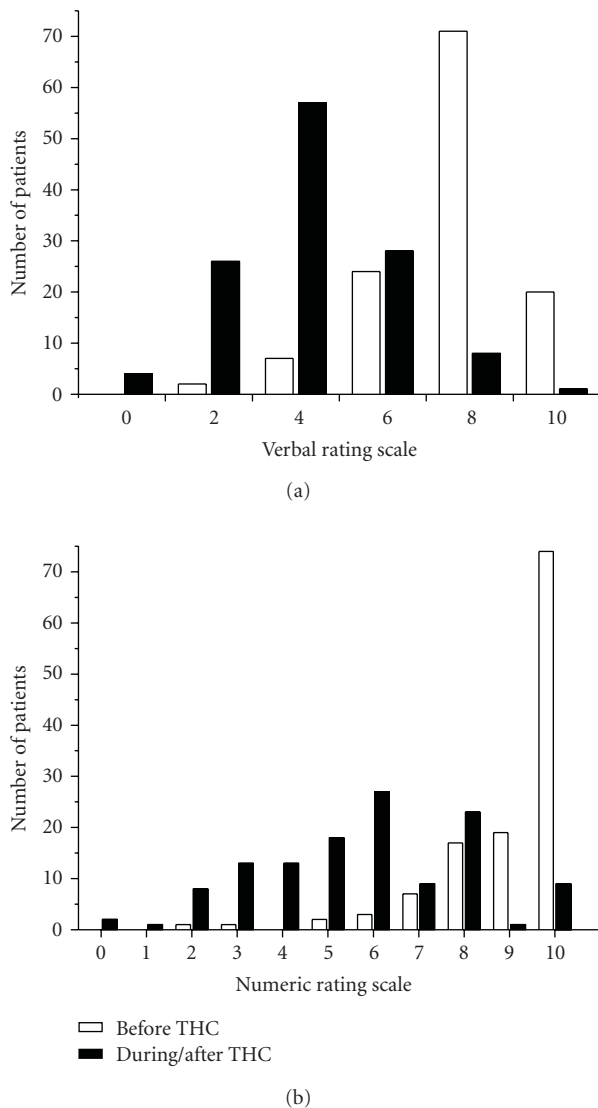 70
60
50
40
30
20
10
0
Number of patients
0 2 4 6 8 10
Verbal rating scale
(a)
70
60
50
40
30
20
10
0
Number of patients
0 1 2 3 4 5 6 7 8 9 10
Numeric rating scale
Before THC
During/after THC
(b)